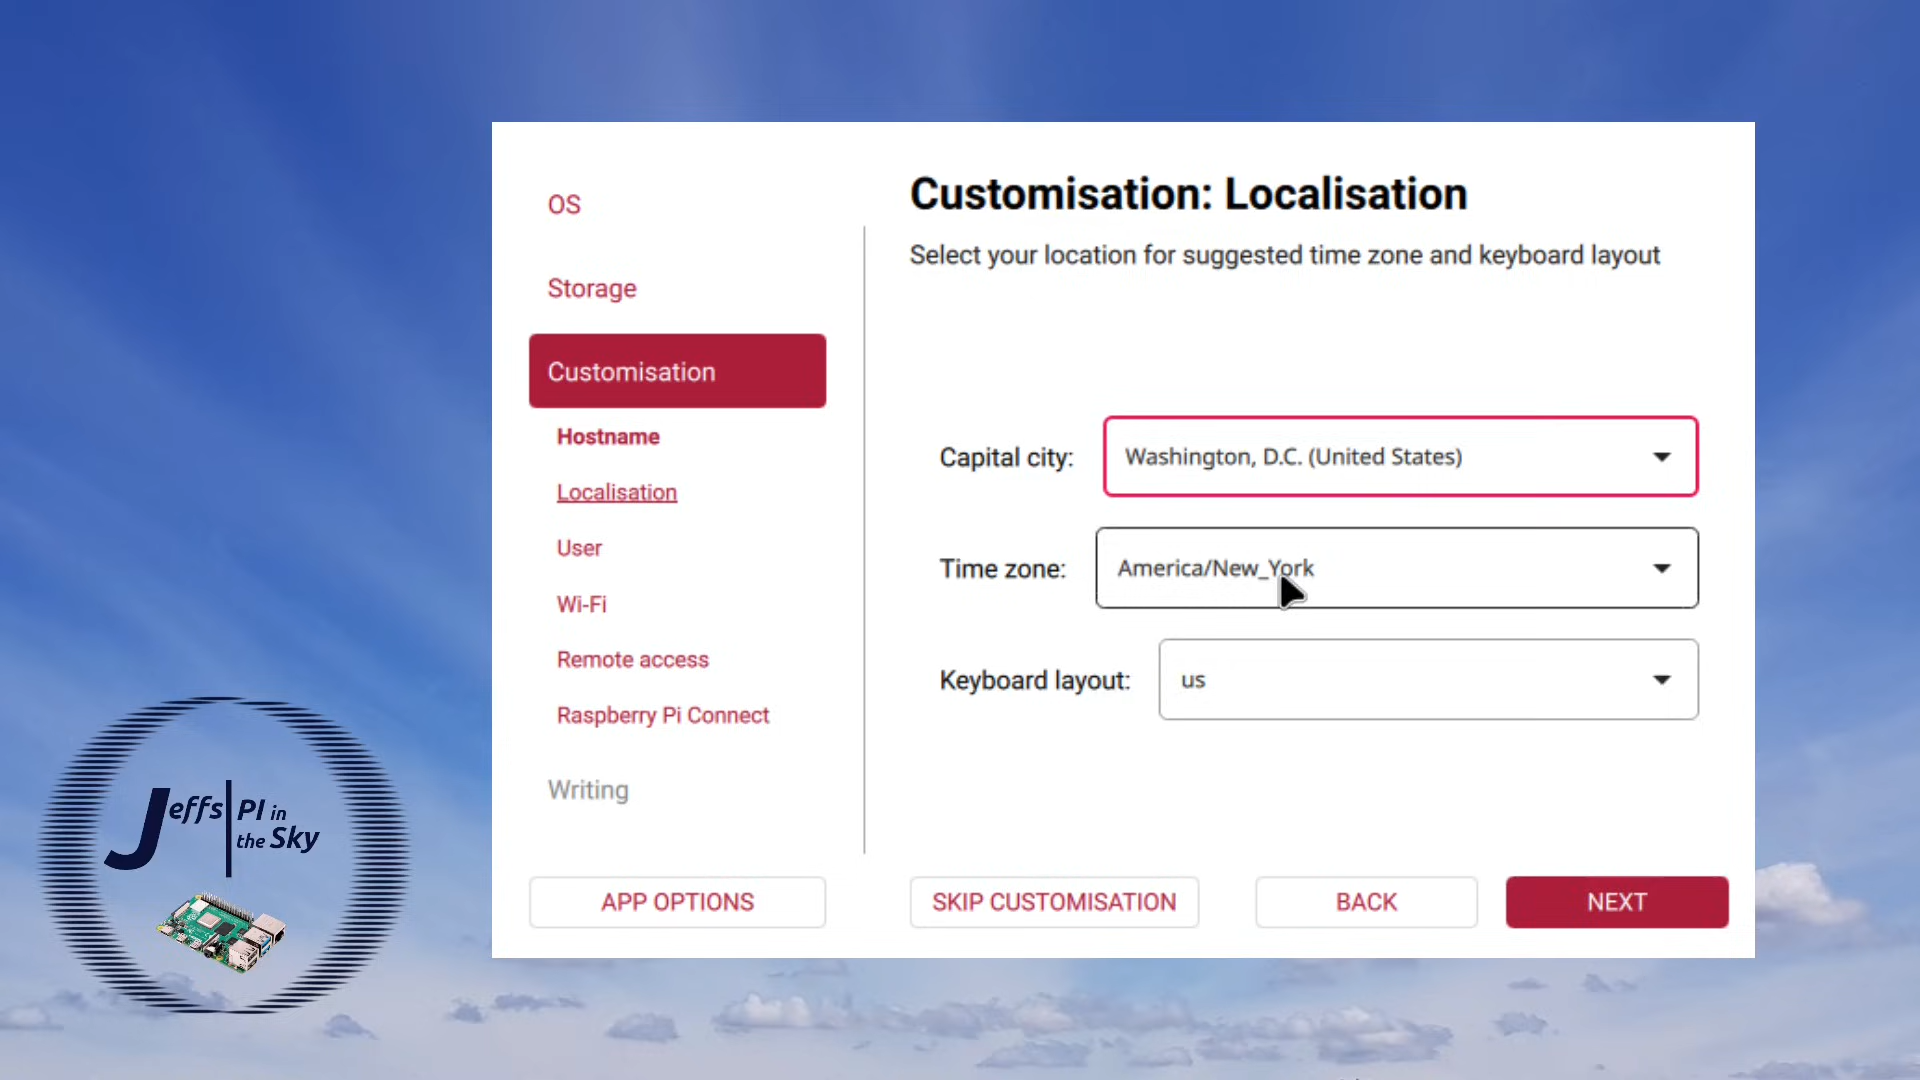 OS
Storage
Customisation
Hostname
Localisation
User
Wi-Fi
Remote access
Raspberry Pi Connect
Writing
APP OPTIONS
Customisation: Localisation
Select your location for suggested time zone and keyboard layout
Capital city: Washington, D.C. (United States)
Time zone: America/New_York
Keyboard layout: us
SKIP CUSTOMISATION BACK NEXT
Jeffs PI in
the Sky